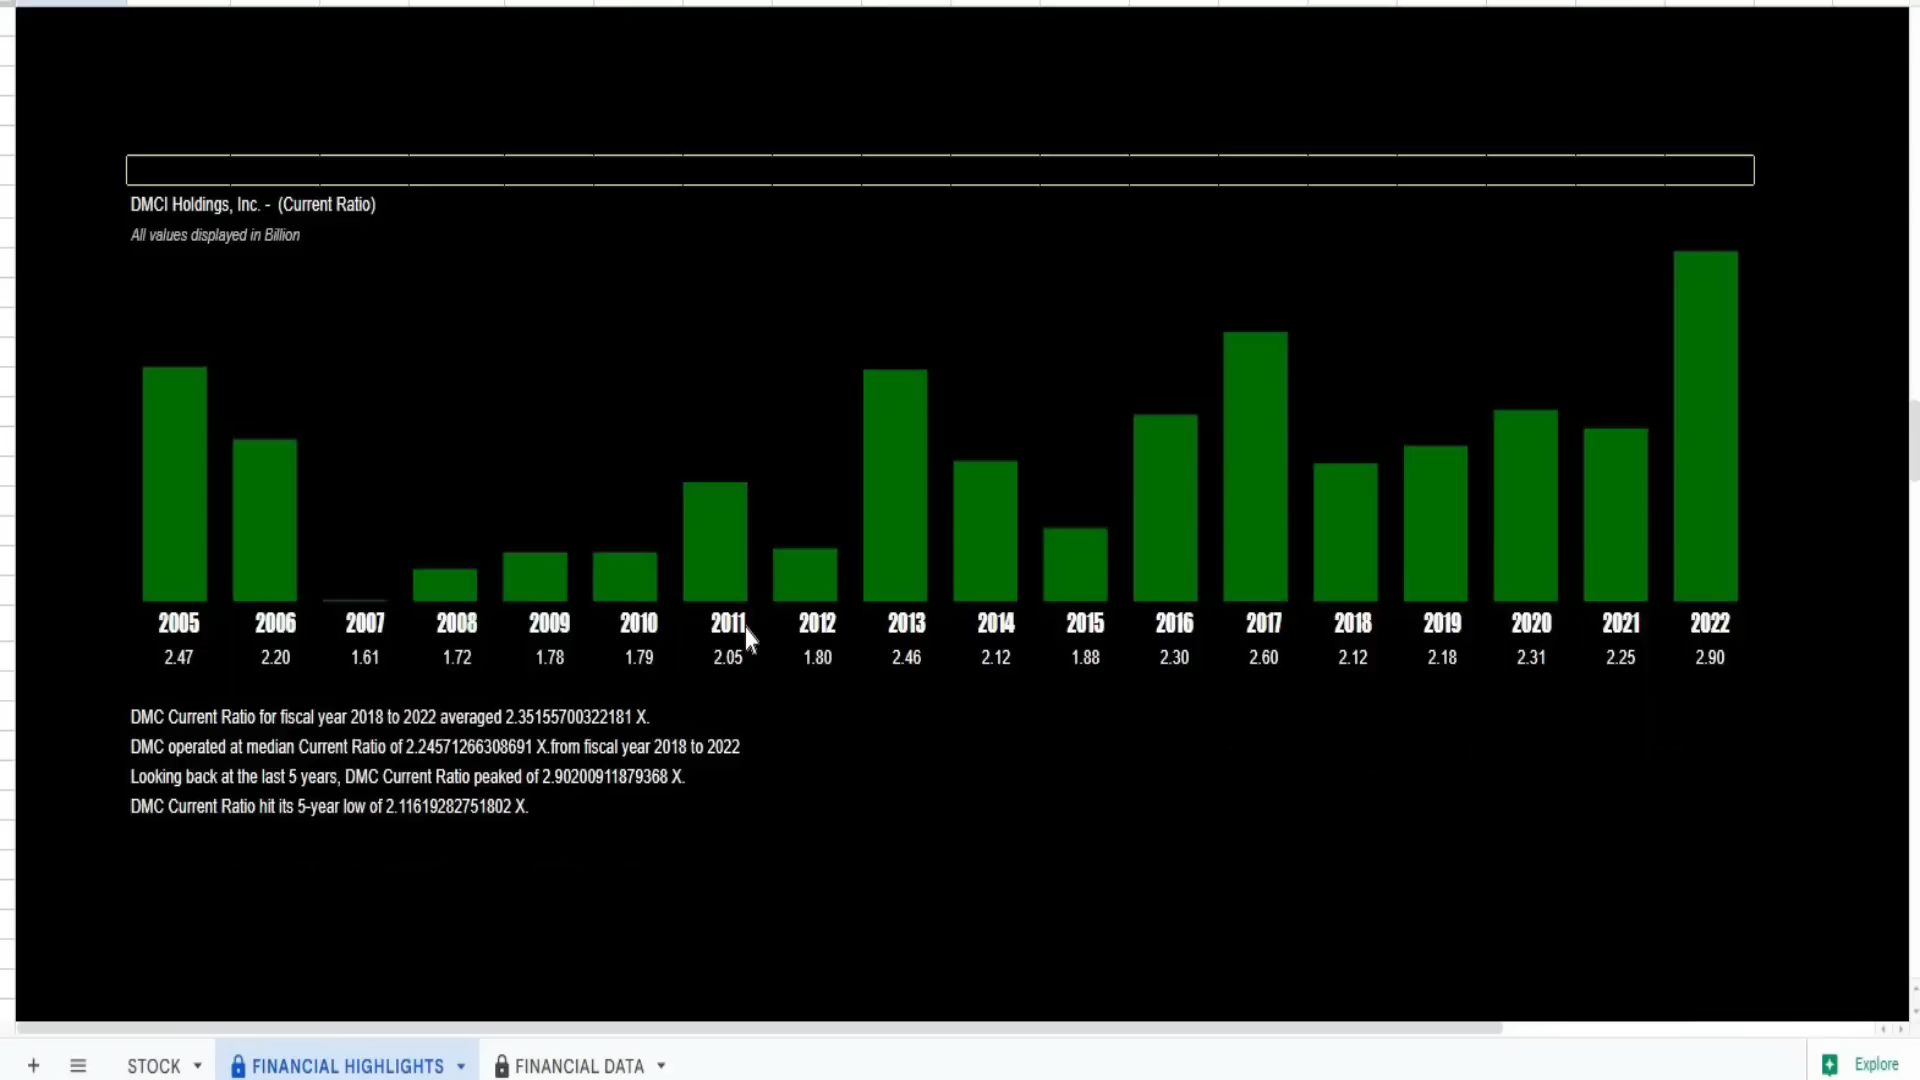 DMCI Holdings, Inc. - (Current Ratio)
All values displayed in Billion
2005 2006 2007 2008 2009 2010 2011 2012 2013 2014 2015 2016 2017 2018 2019 2020 2021 2022
2.47 2.20 1.61 1.72 1.78 1.79 2.05 1.80 2.46 2.12 1.88 2.30 2.60 2.12 2.18 2.31 2.25 2.90
DMC Current Ratio for fiscal year 2018 to 2022 averaged 2.35155700322181 X.
DMC operated at median Current Ratio of 2.24571266308691 X.from fiscal year 2018 to 2022
Looking back at the last 5 years, DMC Current Ratio peaked of 2.90200911879368 X.
DMC Current Ratio hit its 5-year low of 2.11619282751802 X.
STOCK FINANCIAL HIGHLIGHTS FINANCIAL DATA Explore